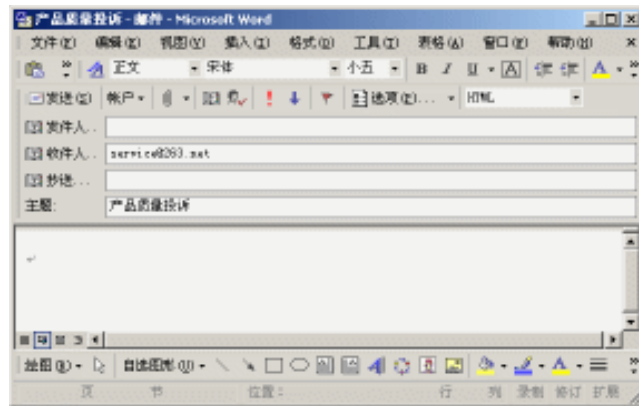 产品质量投诉 - 邮件 - Microsoft Word
文件(F) 编辑(E) 视图(V) 插入(I) 格式(O) 工具(T) 表格(A) 窗口(W) 帮助(H)
正文 宋体 小五 B I U A A
发送(S) 帐户 选项(P)... HTML
发件人...
收件人... service@263.net
抄送...
主题: 产品质量投诉
绘图(R) 自选图形(U) A
页 节 位置: 行 列 录制 修订 扩展